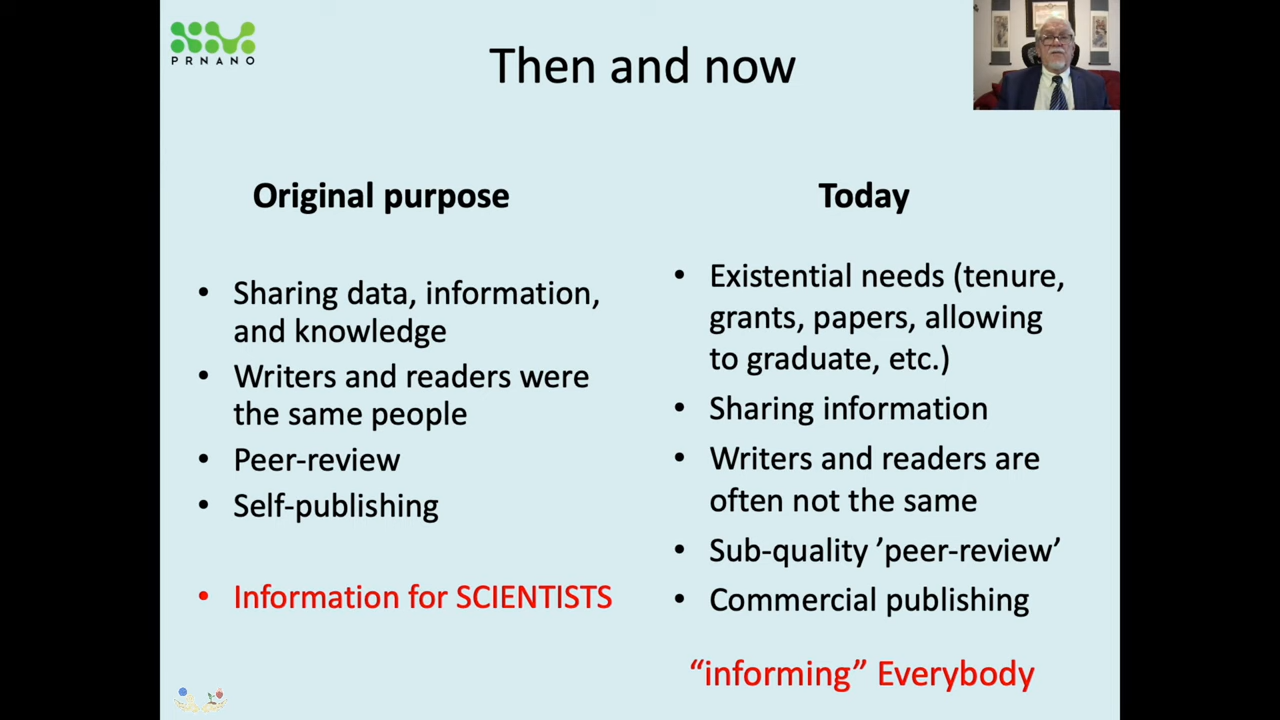 PRNANO
Then and now
Original purpose
• Sharing data, information,
and knowledge
• Writers and readers were
the same people
• Peer-review
• Self-publishing
• Information for SCIENTISTS
Today
• Existential needs (tenure,
grants, papers, allowing
to graduate, etc.)
• Sharing information
• Writers and readers are
often not the same
• Sub-quality ’peer-review’
• Commercial publishing
“informing” Everybody